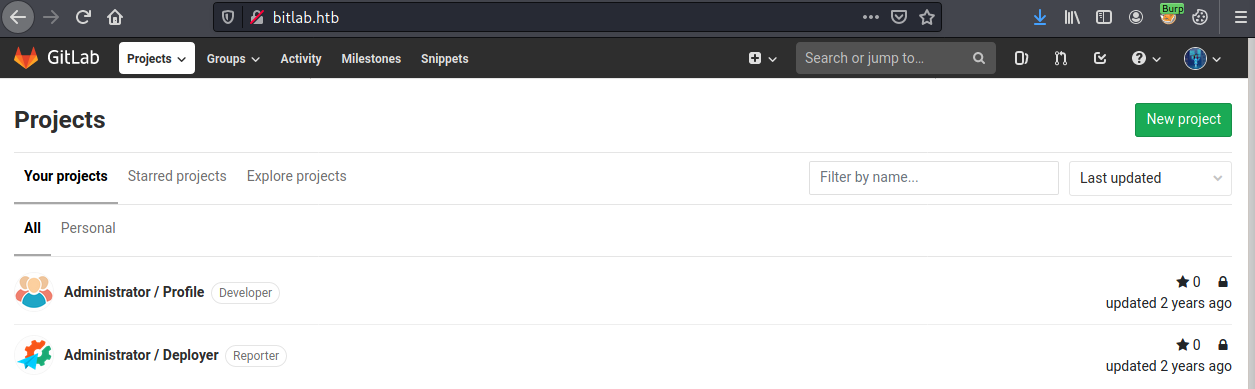 bitlab.htb
Burp
GitLab Projects Groups Activity Milestones Snippets Search or jump to...
Projects New project
Your projects Starred projects Explore projects Filter by name... Last updated
All Personal
Administrator / Profile Developer 0
updated 2 years ago
Administrator / Deployer Reporter 0
updated 2 years ago